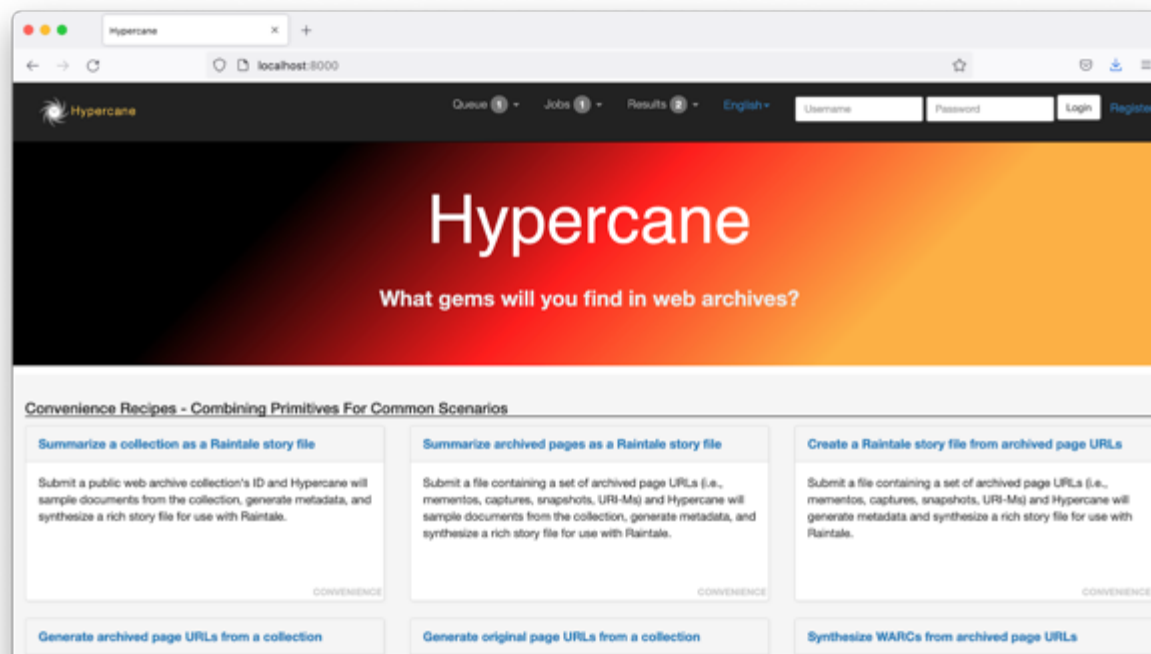 Hypercane
localhost:8000
Hypercane Queue 1 Jobs 1 Results 2 English Username Password Login Register
Hypercane
What gems will you find in web archives?
Convenience Recipes - Combining Primitives For Common Scenarios
Summarize a collection as a Raintale story file
Submit a public web archive collection's ID and Hypercane will
sample documents from the collection, generate metadata, and
synthesize a rich story file for use with Raintale.
CONVENIENCE
Summarize archived pages as a Raintale story file
Submit a file containing a set of archived page URLs (i.e.,
mementos, captures, snapshots, URI-Ms) and Hypercane will
sample documents from the collection, generate metadata, and
synthesize a rich story file for use with Raintale.
CONVENIENCE
Create a Raintale story file from archived page URLs
Submit a file containing a set of archived page URLs (i.e.,
mementos, captures, snapshots, URI-Ms) and Hypercane will
generate metadata and synthesize a rich story file for use with
Raintale.
CONVENIENCE
Generate archived page URLs from a collection
Generate original page URLs from a collection
Synthesize WARCs from archived page URLs